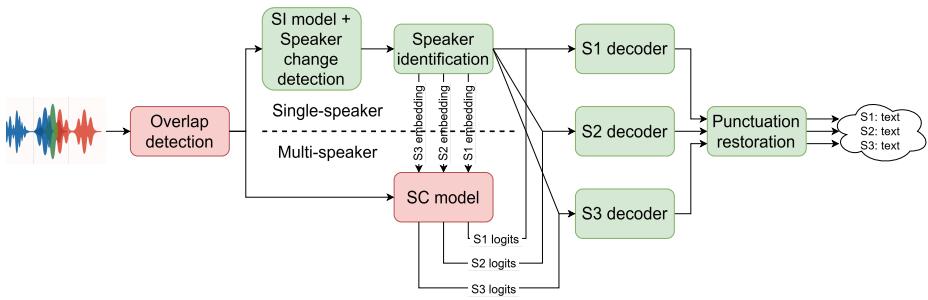 SI model +
Speaker
change
detection
Speaker
identification
S1 decoder
Single-speaker
Overlap
detection
Multi-speaker
S3 embedding
S2 embedding
S1 embedding
S2 decoder
Punctuation
restoration
S1: text
S2: text
S3: text
SC model
S3 decoder
S1 logits
S2 logits
S3 logits